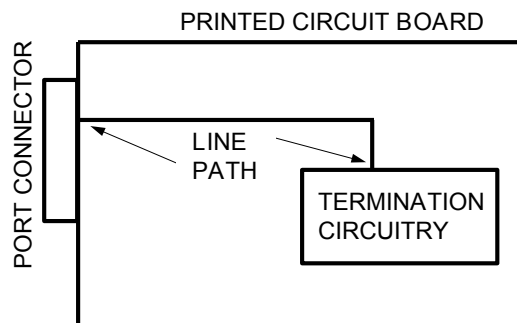 PRINTED CIRCUIT BOARD
PORT CONNECTOR
LINE
PATH
TERMINATION
CIRCUITRY